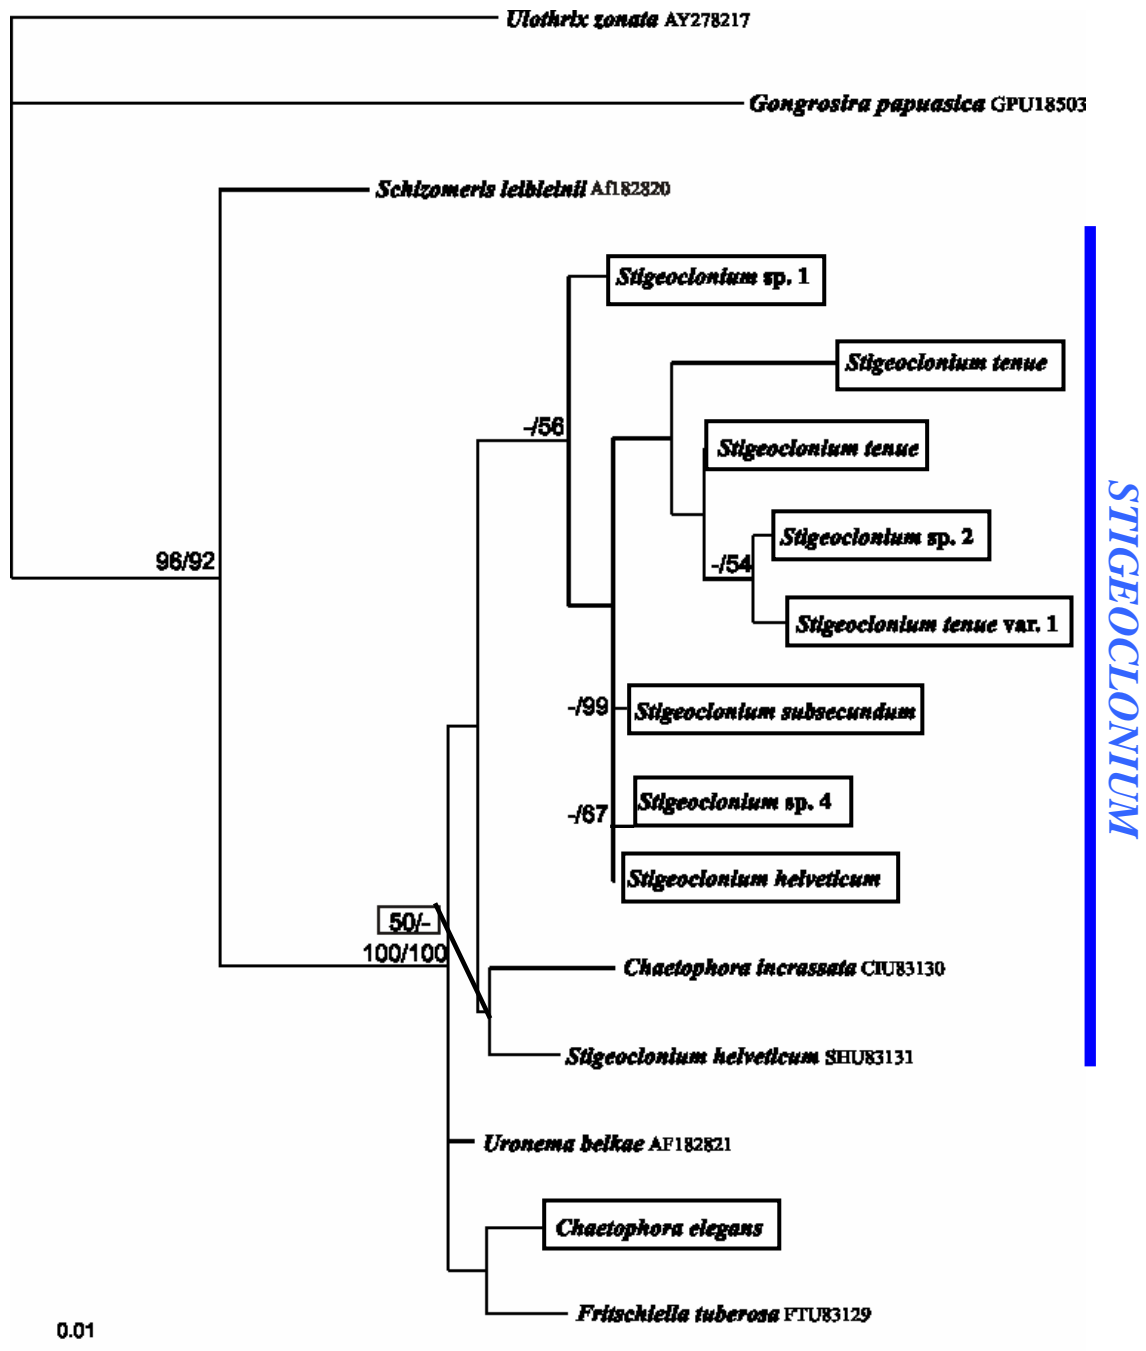 Ulothrix zonata AY278217
Gongrosira papuasica GPU18503
Schizomeris leibleinii Af182820
Stigeoclonium sp. 1
Stigeoclonium tenue
-/56
Stigeoclonium tenue
Stigeoclonium sp. 2
96/92
-/54
Stigeoclonium tenue var. 1
STIGEOCLONIUM
-/99
Stigeoclonium subsecundum
Stigeoclonium sp. 4
-/67
Stigeoclonium helveticum
50/-
100/100
Chaetophora incrassata CIU83130
Stigeoclonium helveticum SHU83131
Uronema belkae AF182821
Chaetophora elegans
Fritschiella tuberosa FTU83129
0.01